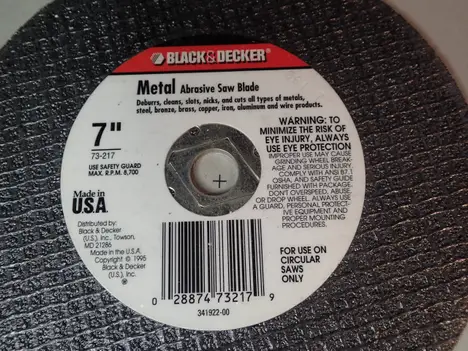 BLACK&DECKER®
Metal Abrasive Saw Blade
Deburrs, cleans, slots, nicks, and cuts all types of metals,
steel, bronze, brass, copper, iron, aluminum and wire products.
7"
73-217
USE SAFETY GUARD
MAX. R.P.M. 8,700
Made in
U.S.A.
Distributed by:
Black & Decker
(U.S.), Inc., Towson,
MD 21286
Made in the U.S.A.
Copyright © 1995
Black & Decker
(U.S.), Inc.
WARNING: TO
MINIMIZE THE RISK OF
EYE INJURY, ALWAYS
USE EYE PROTECTION
IMPROPER USE MAY CAUSE
GRINDING WHEEL BREAK-
AGE AND SERIOUS INJURY.
COMPLY WITH ANSI B7.1
OSHA, AND SAFETY GUIDE
FURNISHED WITH PACKAGE.
DON'T OVERSPEED, ABUSE,
OR DROP WHEEL. ALWAYS USE
A GUARD, PERSONAL PROTECT-
IVE EQUIPMENT AND
PROPER MOUNTING
PROCEDURES.
FOR USE ON
CIRCULAR
SAWS
ONLY
0 28874 73217 9
341922-00